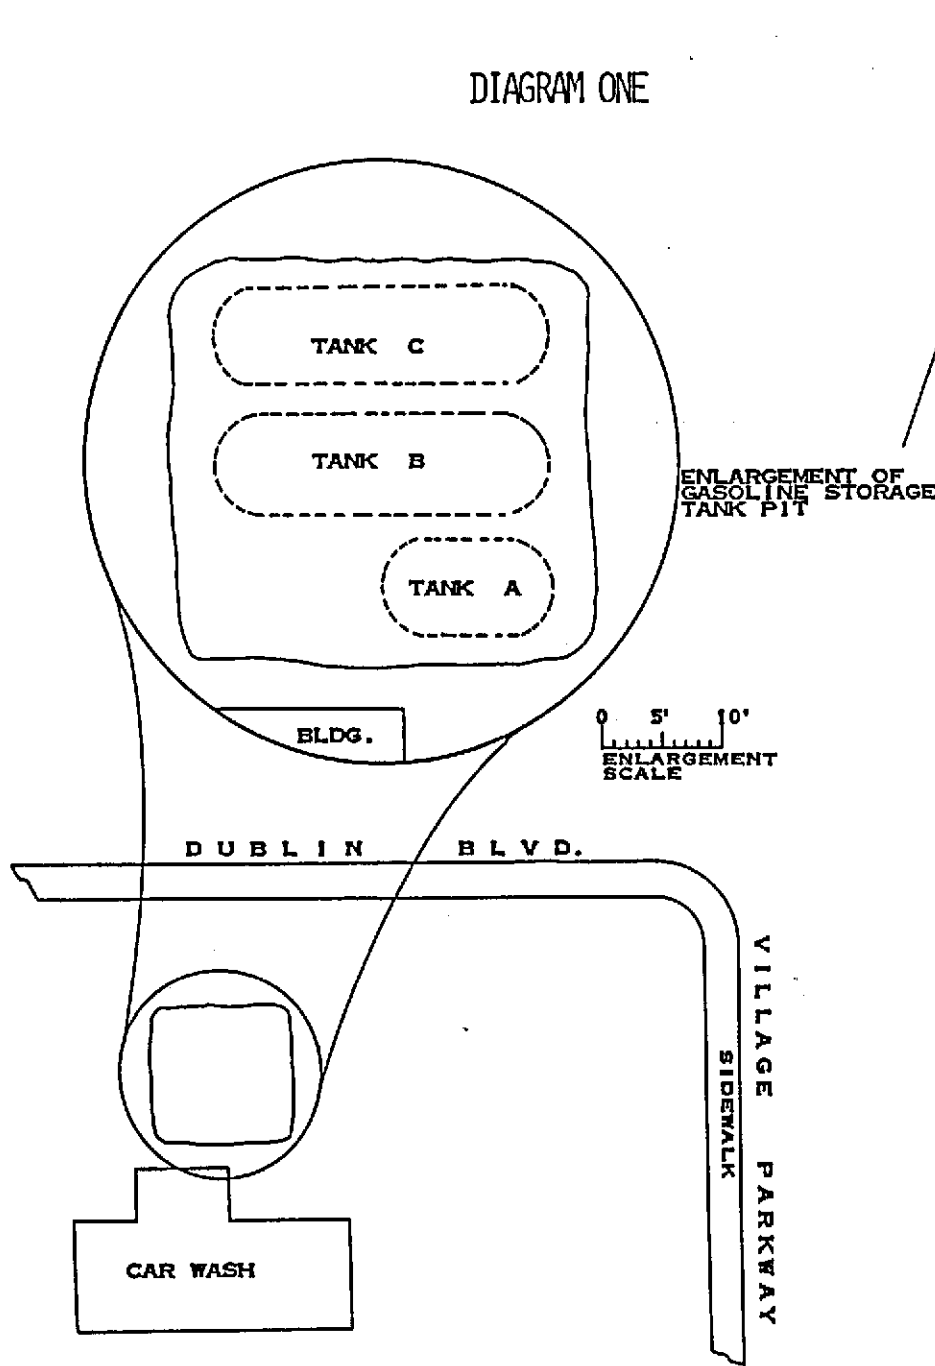 DIAGRAM ONE
TANK C
TANK B
ENLARGEMENT OF
GASOLINE STORAGE
TANK PIT
TANK A
BLDG.
0 5' 10'
ENLARGEMENT
SCALE
DUBLIN BLVD.
VILLAGE PARKWAY
SIDEWALK
CAR WASH